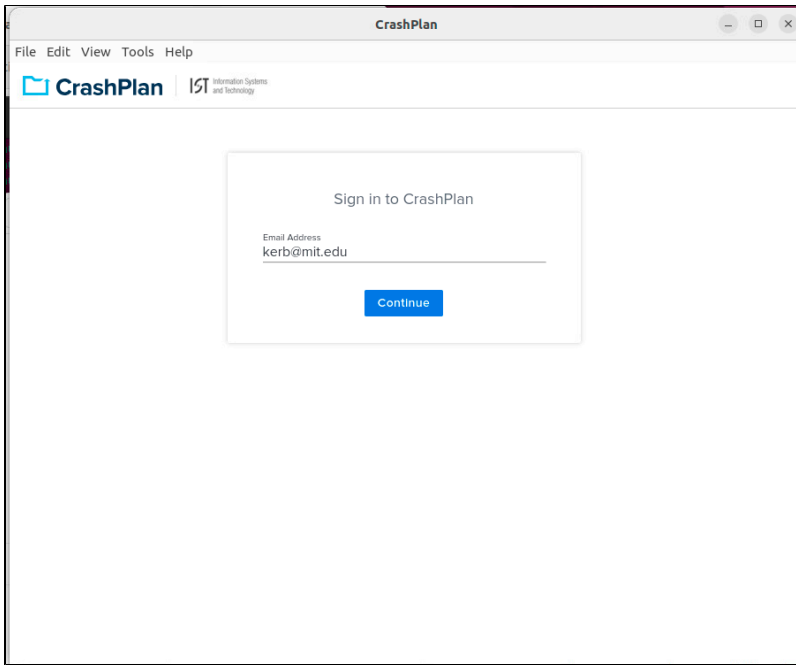 CrashPlan
File Edit View Tools Help
CrashPlan IST Information Systems
and Technology
Sign in to CrashPlan
Email Address
kerb@mit.edu
Continue